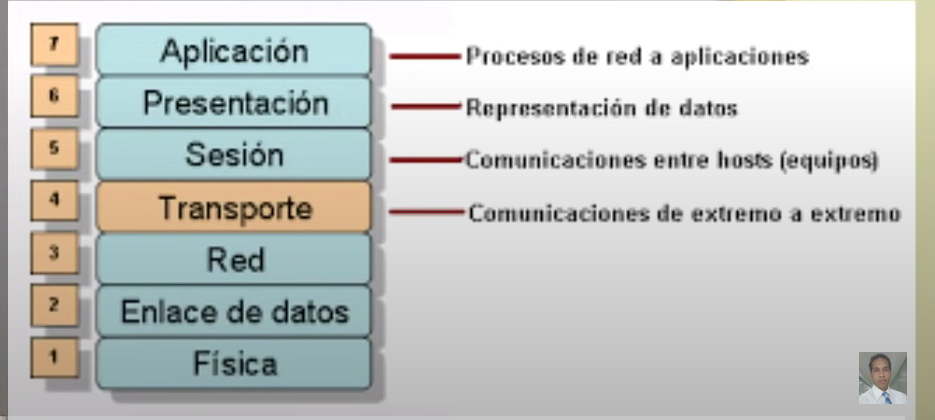 7 Aplicación Procesos de red a aplicaciones
6 Presentación Representación de datos
5 Sesión Comunicaciones entre hosts (equipos)
4 Transporte Comunicaciones de extremo a extremo
3 Red
2 Enlace de datos
1 Física